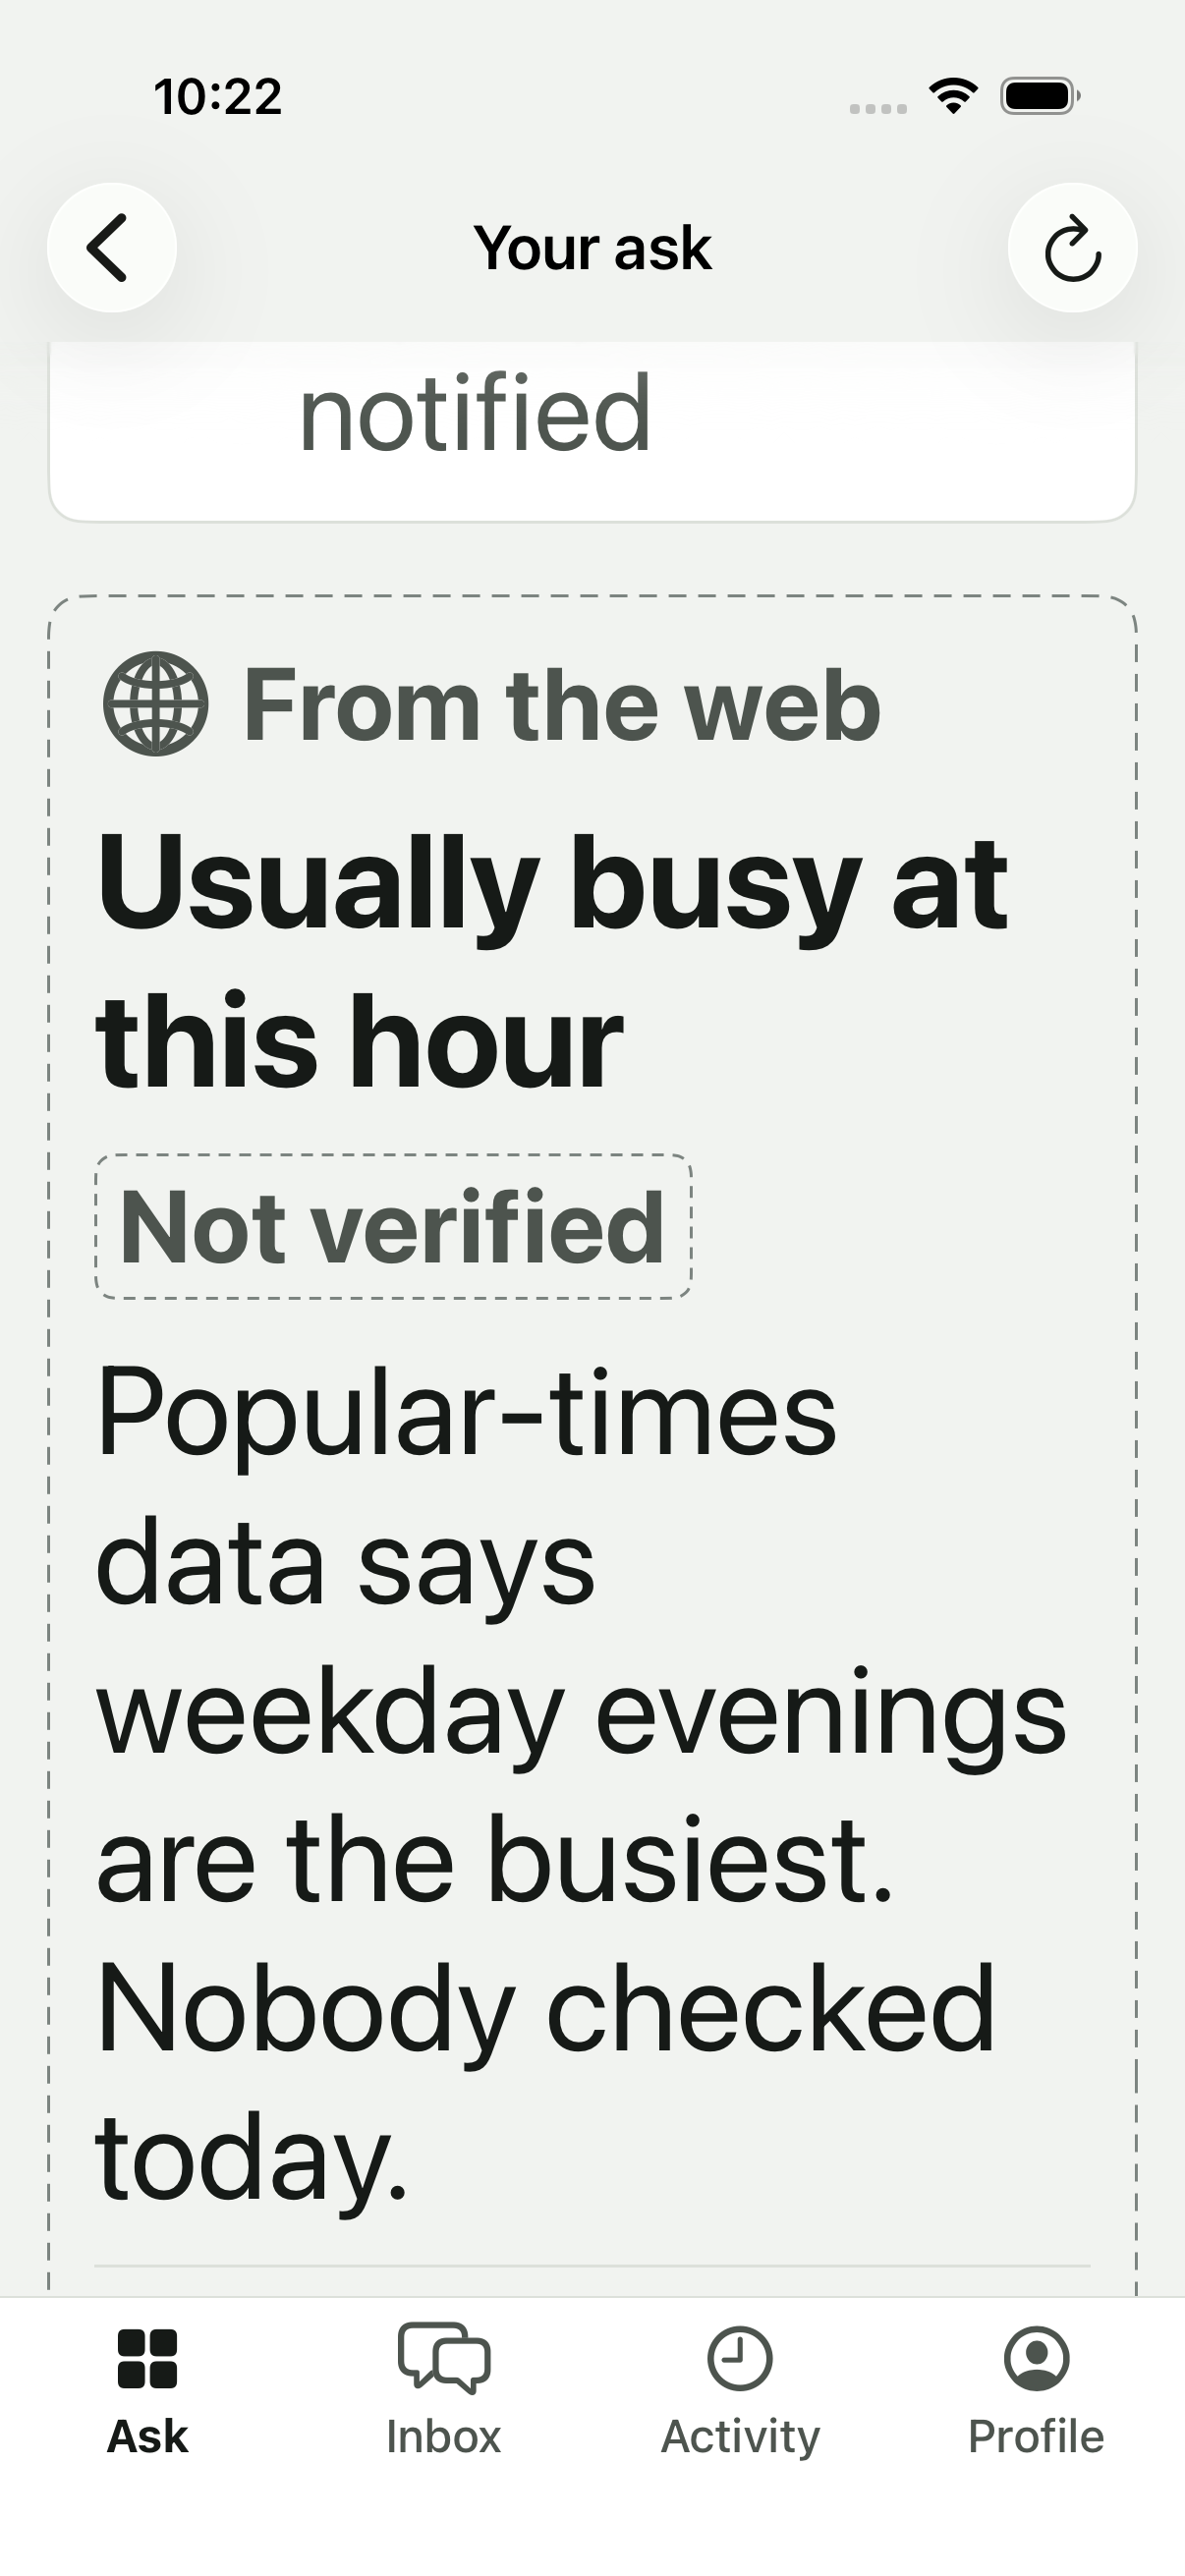 10:22
Your ask
notified
From the web
Usually busy at
this hour
Not verified
Popular-times
data says
weekday evenings
are the busiest.
Nobody checked
today.
Ask
Inbox
Activity
Profile